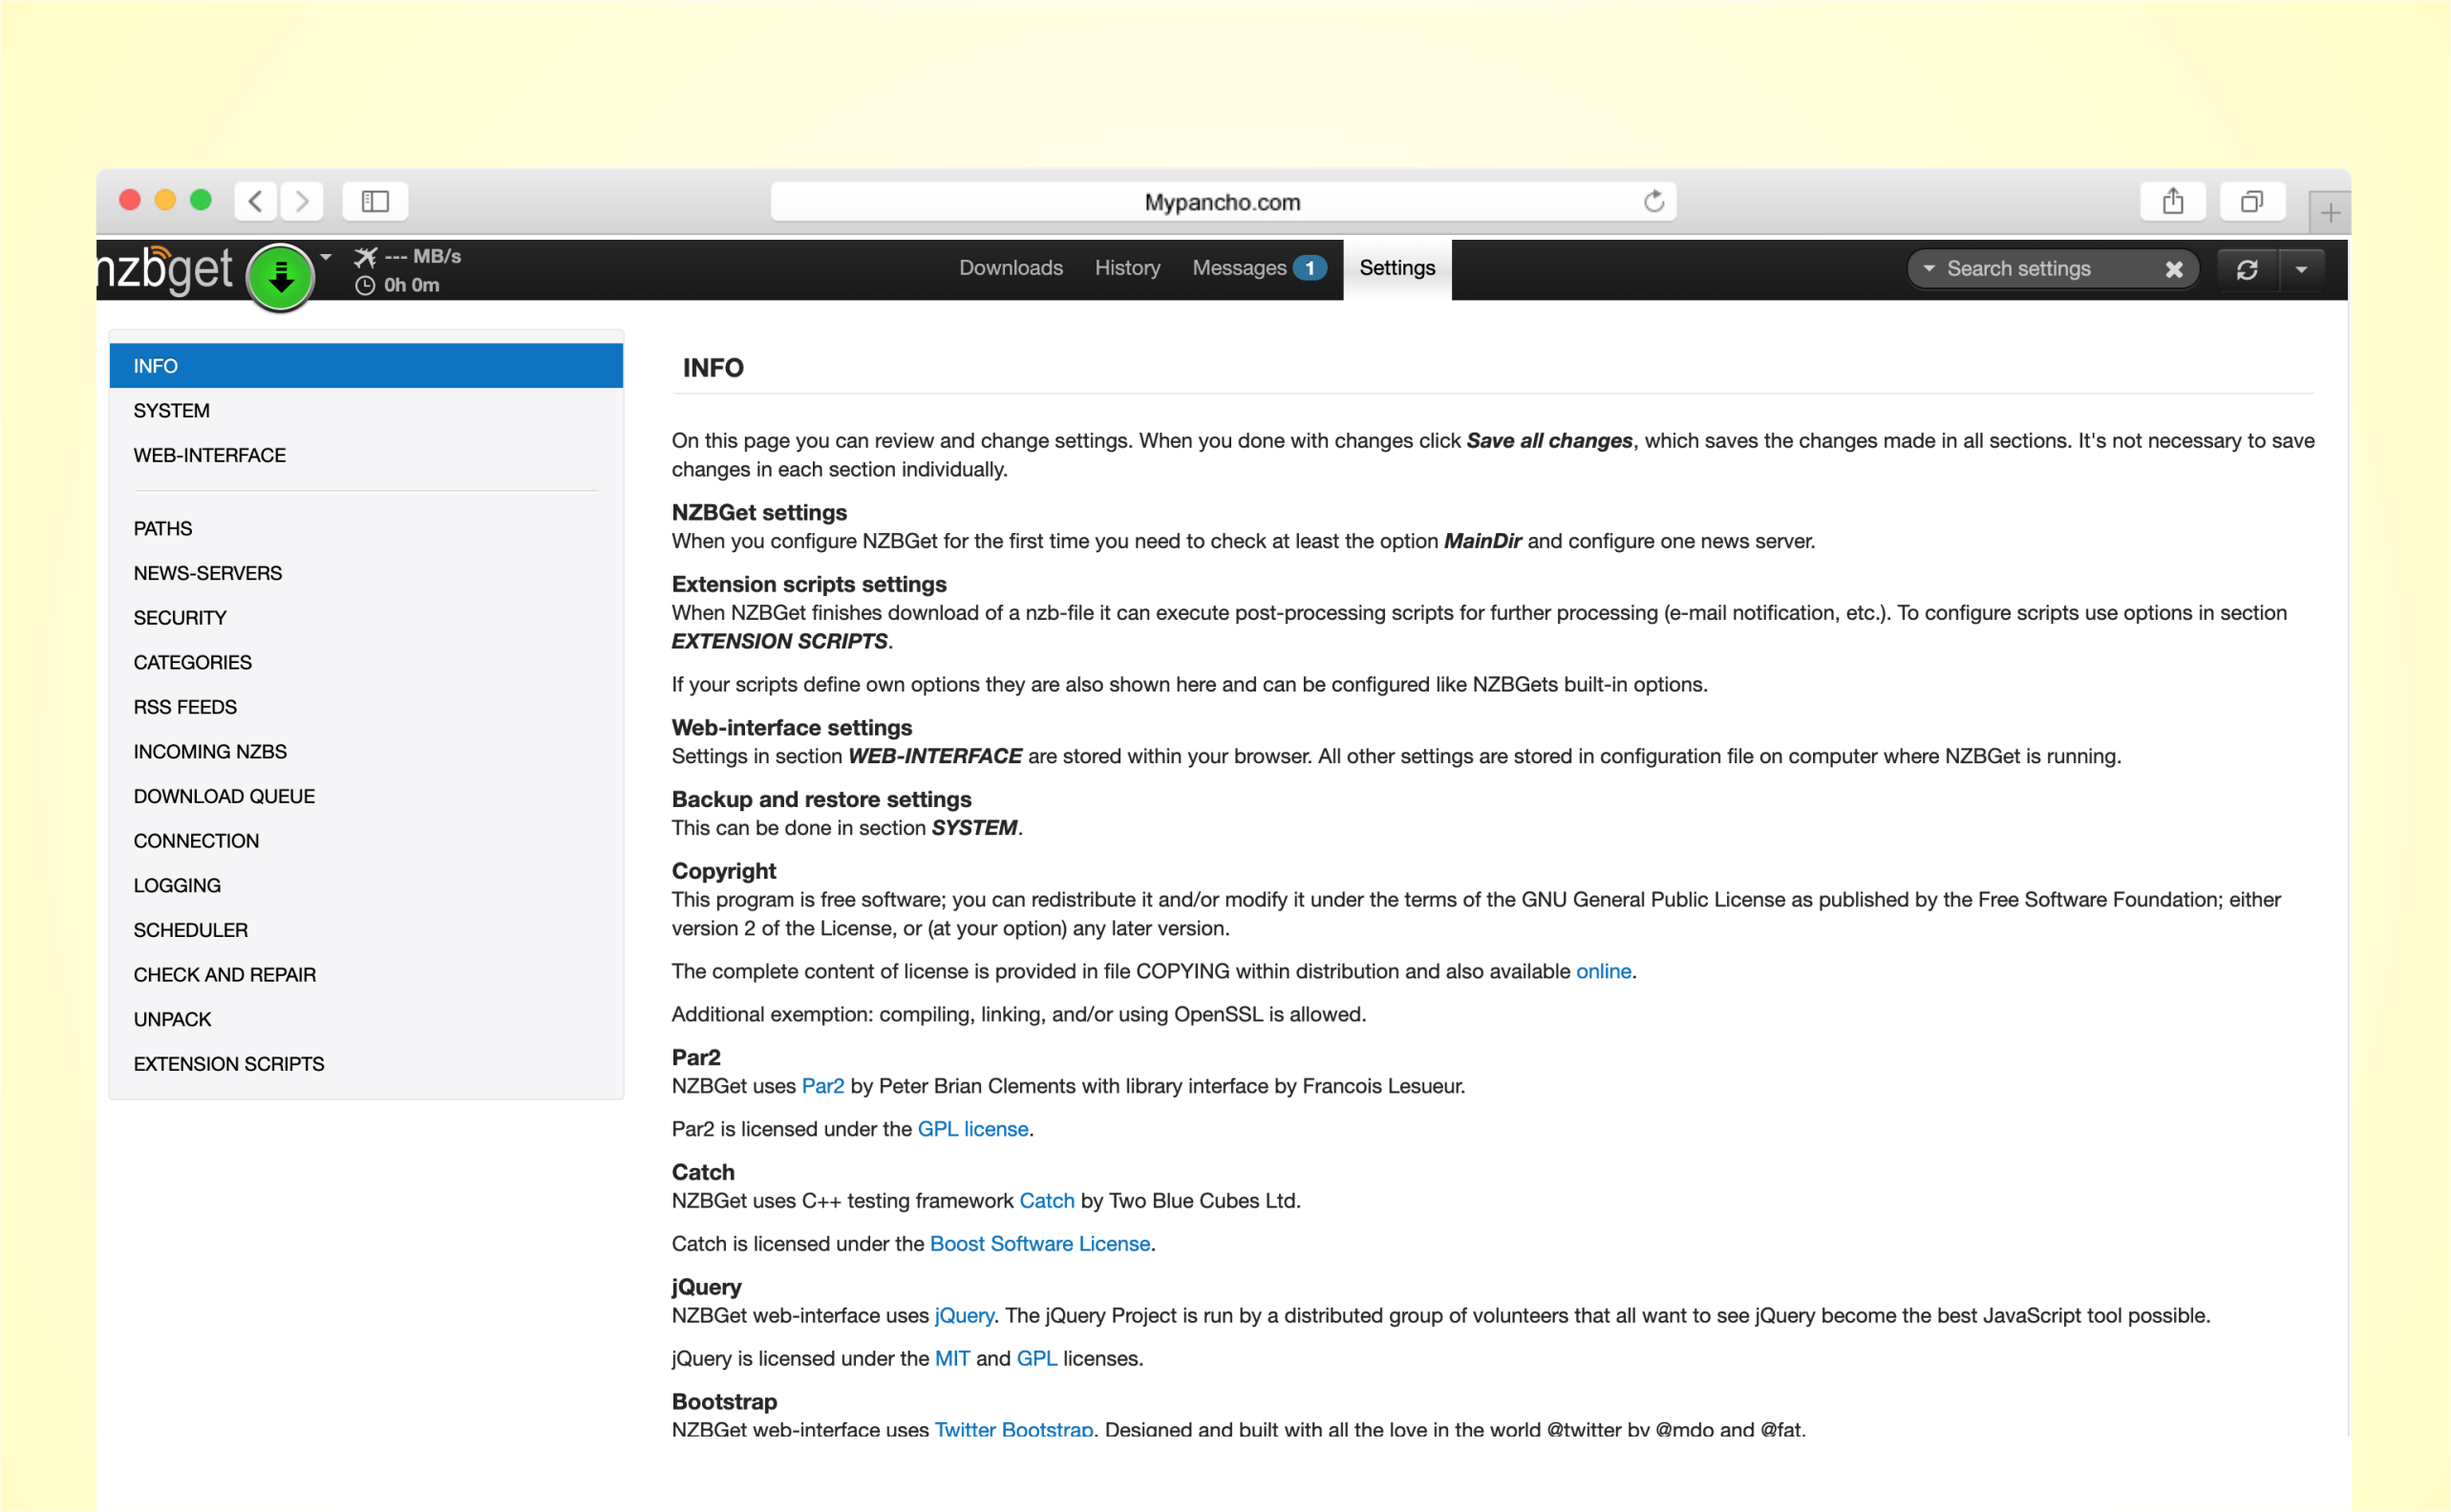 Mypancho.com
nzbget
--- MB/s
0h 0m
Downloads History Messages 1 Settings
Search settings
INFO
SYSTEM
WEB-INTERFACE
PATHS
NEWS-SERVERS
SECURITY
CATEGORIES
RSS FEEDS
INCOMING NZBS
DOWNLOAD QUEUE
CONNECTION
LOGGING
SCHEDULER
CHECK AND REPAIR
UNPACK
EXTENSION SCRIPTS
INFO
On this page you can review and change settings. When you done with changes click Save all changes, which saves the changes made in all sections. It's not necessary to save
changes in each section individually.
NZBGet settings
When you configure NZBGet for the first time you need to check at least the option MainDir and configure one news server.
Extension scripts settings
When NZBGet finishes download of a nzb-file it can execute post-processing scripts for further processing (e-mail notification, etc.). To configure scripts use options in section
EXTENSION SCRIPTS.
If your scripts define own options they are also shown here and can be configured like NZBGets built-in options.
Web-interface settings
Settings in section WEB-INTERFACE are stored within your browser. All other settings are stored in configuration file on computer where NZBGet is running.
Backup and restore settings
This can be done in section SYSTEM.
Copyright
This program is free software; you can redistribute it and/or modify it under the terms of the GNU General Public License as published by the Free Software Foundation; either
version 2 of the License, or (at your option) any later version.
The complete content of license is provided in file COPYING within distribution and also available online.
Additional exemption: compiling, linking, and/or using OpenSSL is allowed.
Par2
NZBGet uses Par2 by Peter Brian Clements with library interface by Francois Lesueur.
Par2 is licensed under the GPL license.
Catch
NZBGet uses C++ testing framework Catch by Two Blue Cubes Ltd.
Catch is licensed under the Boost Software License.
jQuery
NZBGet web-interface uses jQuery. The jQuery Project is run by a distributed group of volunteers that all want to see jQuery become the best JavaScript tool possible.
jQuery is licensed under the MIT and GPL licenses.
Bootstrap
NZBGet web-interface uses Twitter Bootstrap. Designed and built with all the love in the world @twitter by @mdo and @fat.